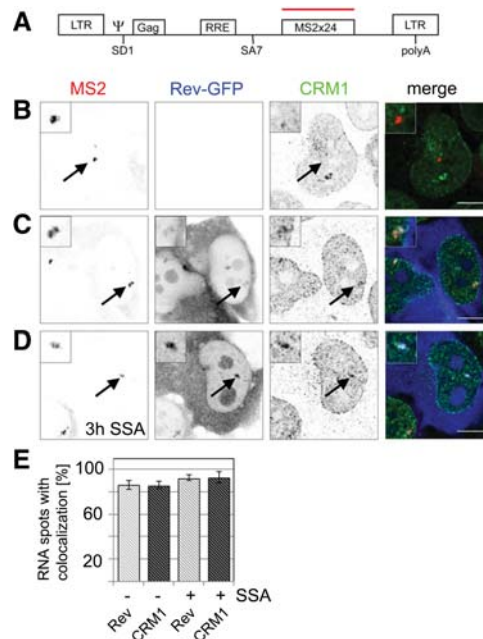 A
LTR Ψ Gag RRE MS2x24 LTR
SD1 SA7 polyA
MS2 Rev-GFP CRM1 merge
B
C
D
3h SSA
E
RNA spots with
colocalization [%]
100
80
60
40
20
- - + + SSA
Rev CRM1 Rev CRM1